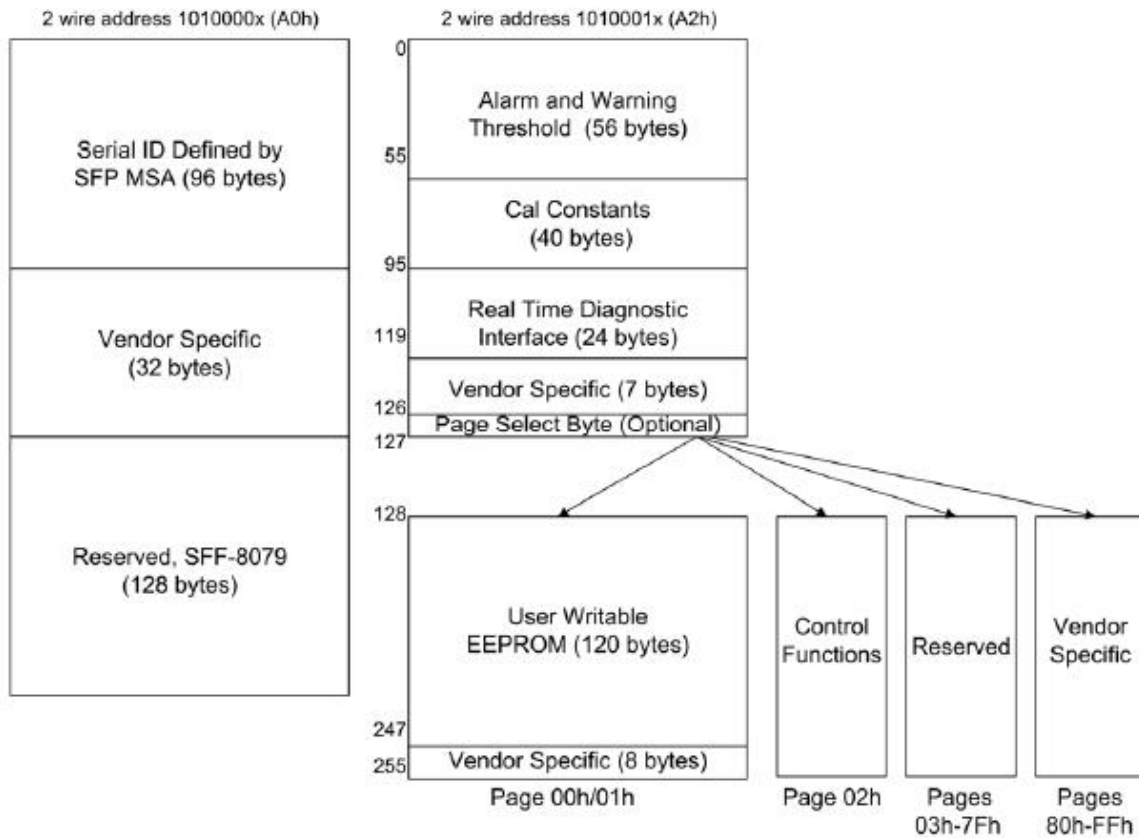 2 wire address 1010000x (A0h)
Serial ID Defined by
SFP MSA (96 bytes)
Vendor Specific
(32 bytes)
Reserved, SFF-8079
(128 bytes)
2 wire address 1010001x (A2h)
0
Alarm and Warning
Threshold (56 bytes)
55
Cal Constants
(40 bytes)
95
Real Time Diagnostic
Interface (24 bytes)
119
Vendor Specific (7 bytes)
126
Page Select Byte (Optional)
127
128
User Writable
EEPROM (120 bytes)
247
Vendor Specific (8 bytes)
255
Page 00h/01h
Control
Functions
Page 02h
Reserved
Pages
03h-7Fh
Vendor
Specific
Pages
80h-FFh